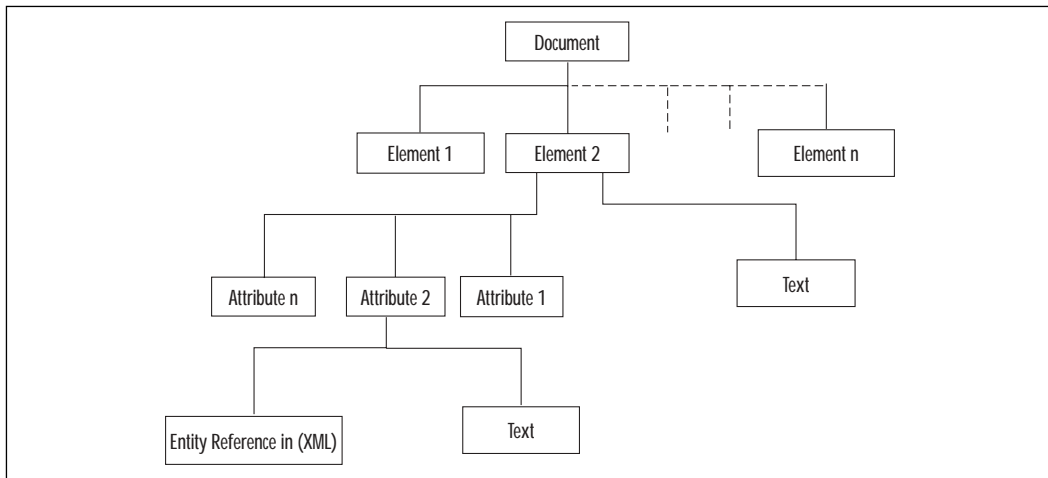 Document
Element 1
Element 2
Element n
Text
Attribute n
Attribute 2
Attribute 1
Entity Reference in (XML)
Text